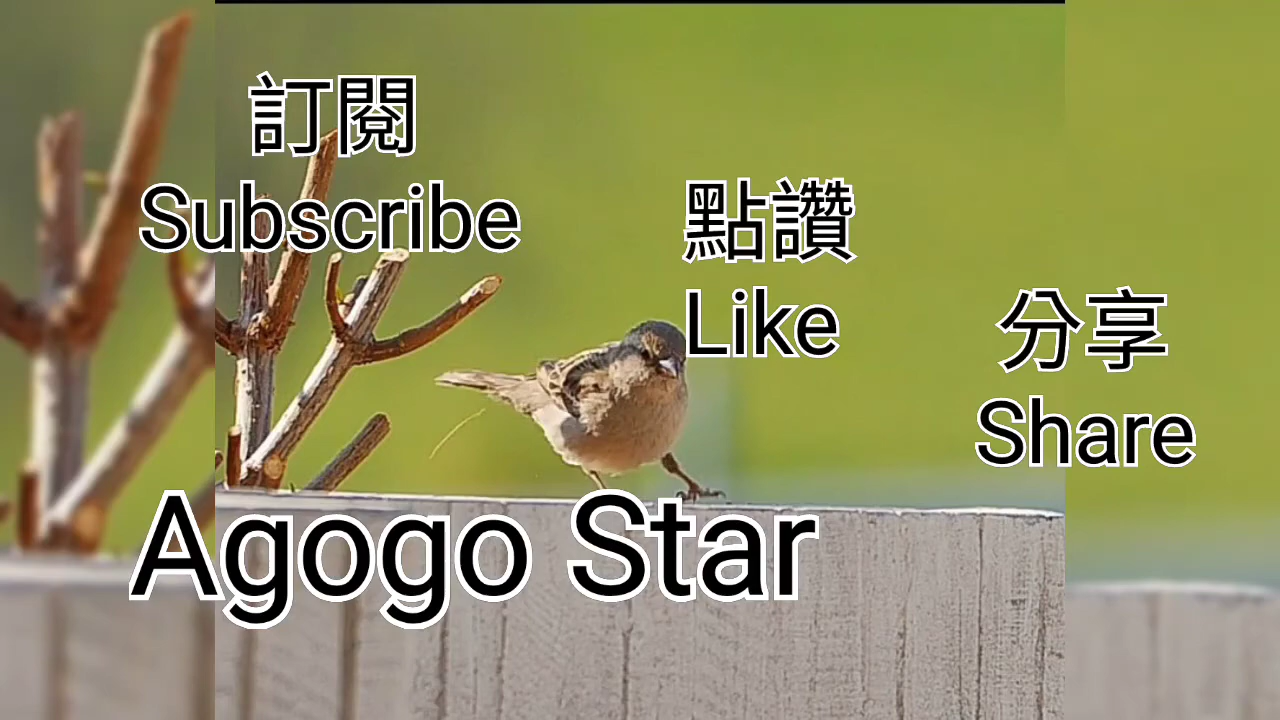 訂閱
Subscribe
點讚
Like
分享
Share
Agogo Star